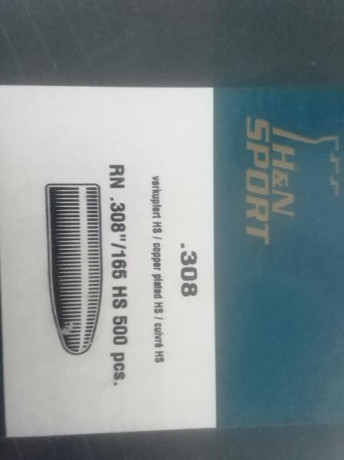 H&N
SPORT
.308
verkupfert HS / copper plated HS / cuivré HS
RN .308"/165 HS 500 pcs.